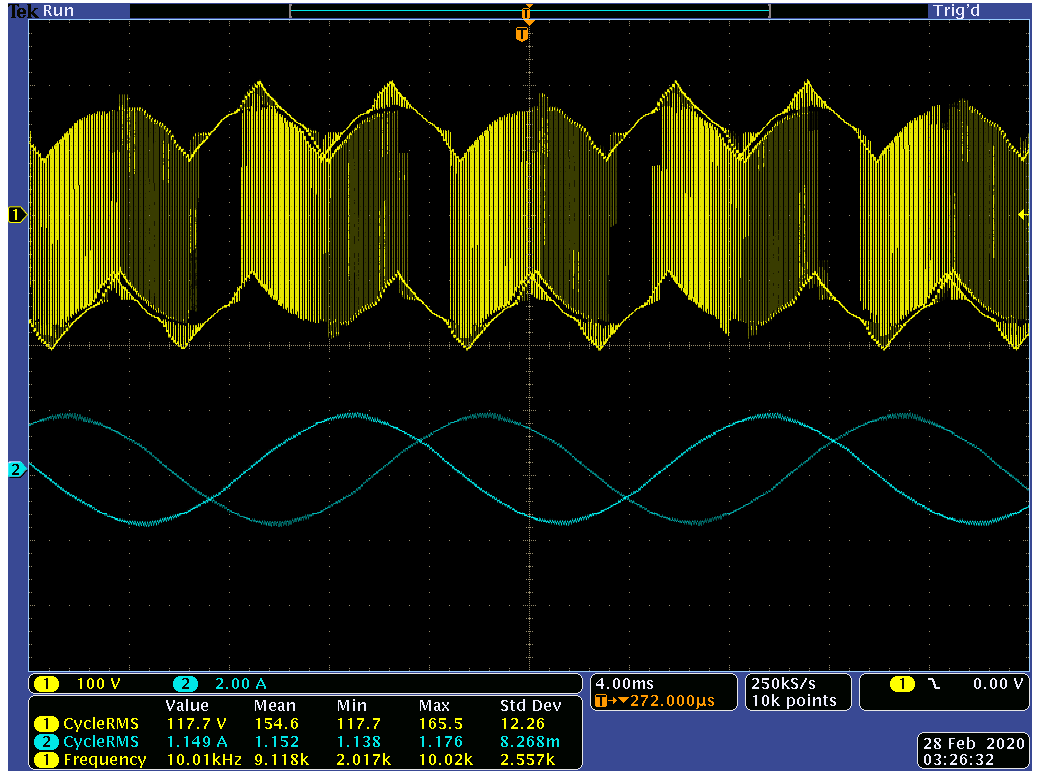 Tek Run Trig'd
T
T
1
2
1 100 V 2 2.00 A
4.00ms
T→▼272.000µs
250kS/s
10k points
1 0.00 V
Value Mean Min Max Std Dev
1 CycleRMS 117.7 V 154.6 117.7 165.5 12.26
2 CycleRMS 1.149 A 1.152 1.138 1.176 8.268m
1 Frequency 10.01kHz 9.118k 2.017k 10.02k 2.557k
28 Feb 2020
03:26:32